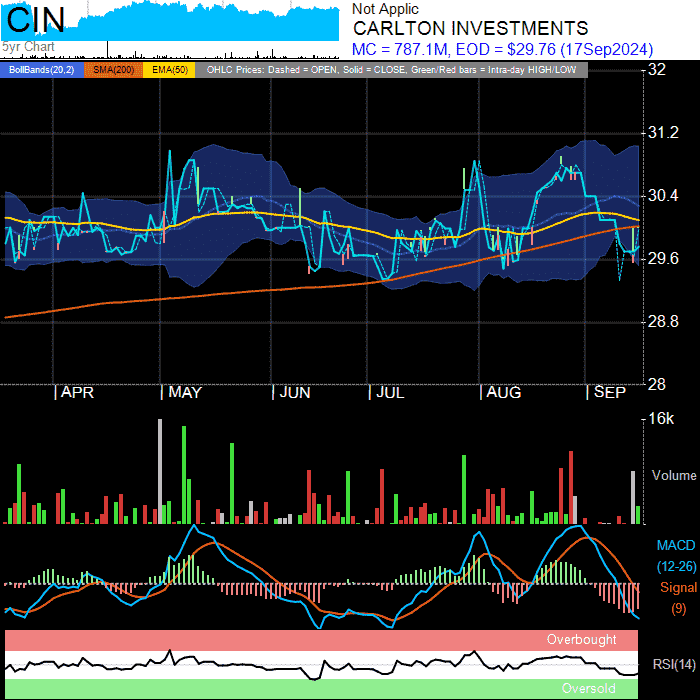 CIN
5yr Chart
Not Applic
CARLTON INVESTMENTS
MC = 787.1M, EOD = $29.76 (17Sep2024)
BollBands(20,2) SMA(200) EMA(50) OHLC Prices: Dashed = OPEN, Solid = CLOSE, Green/Red bars = Intra-day HIGH/LOW
32
31.2
30.4
29.6
28.8
28
APR MAY JUN JUL AUG SEP
16k
Volume
MACD
(12-26)
Signal
(9)
Overbought
RSI(14)
Oversold